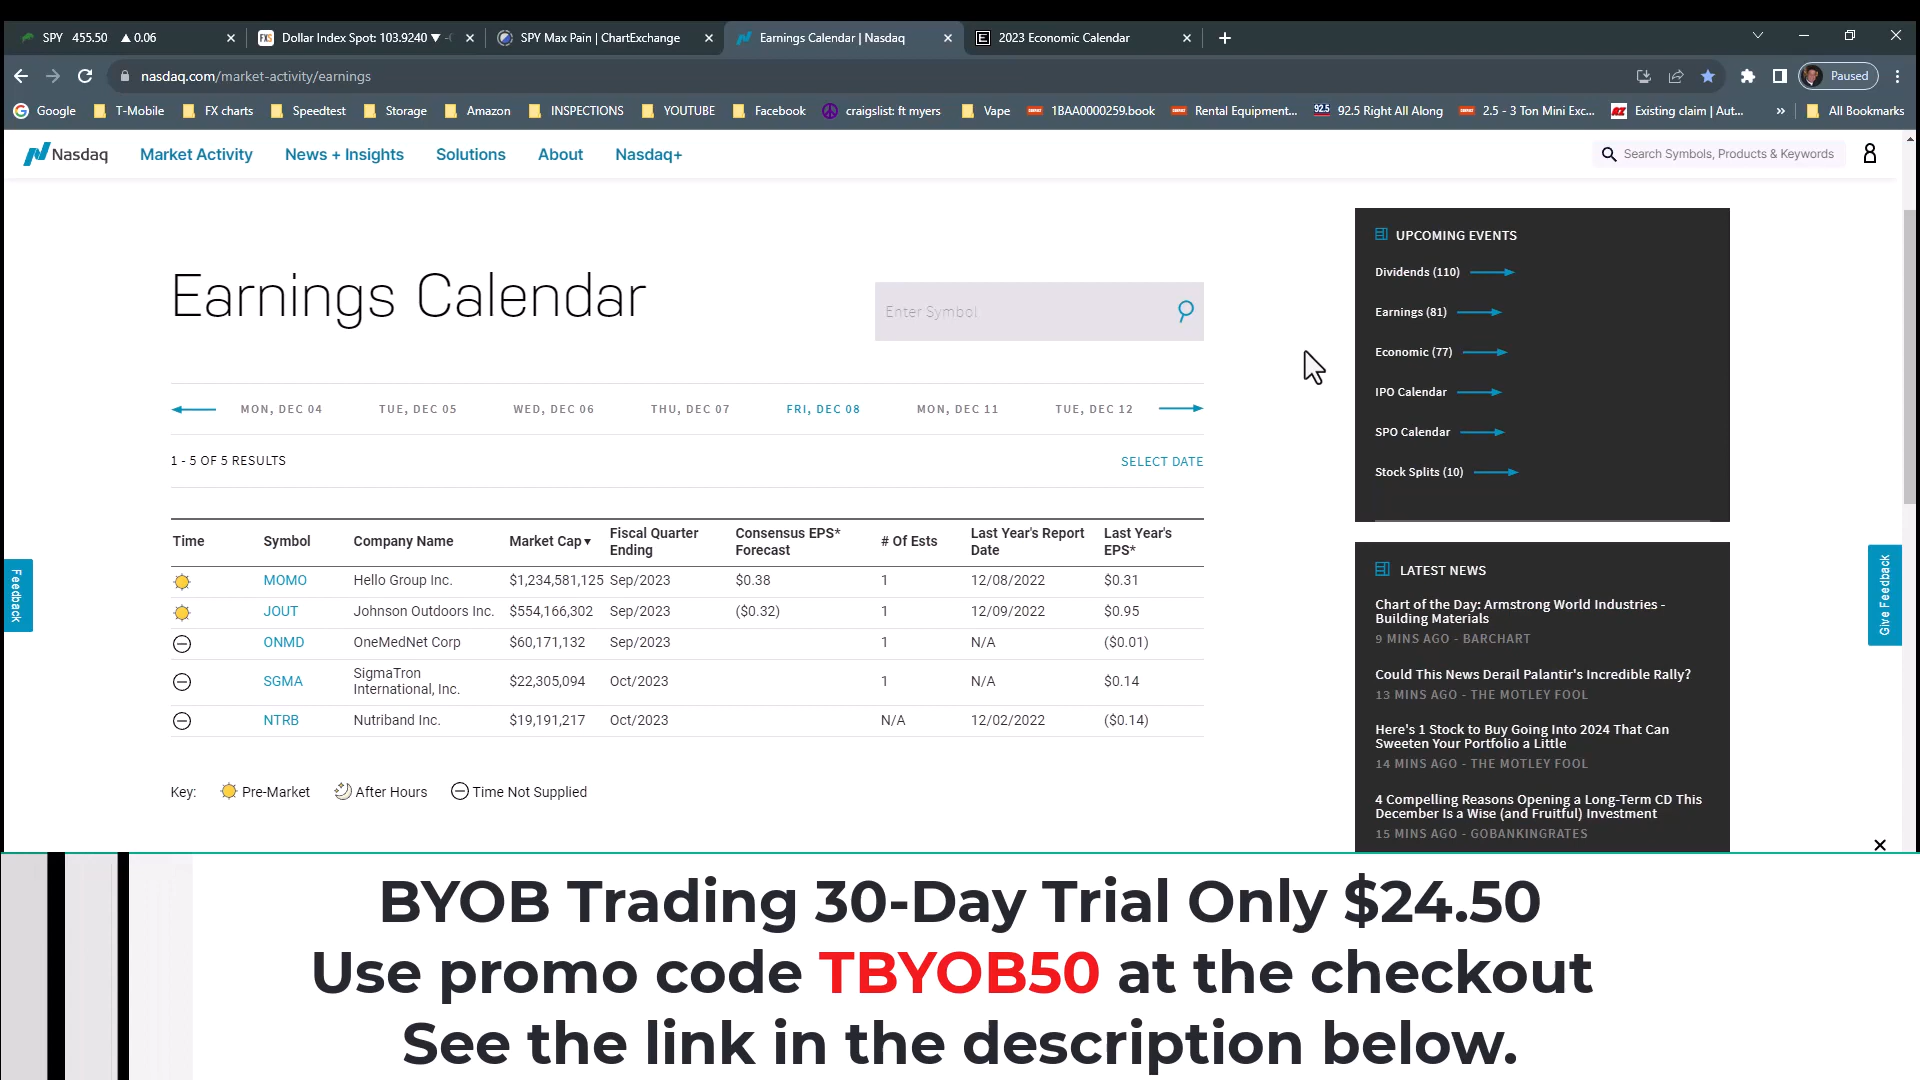 SPY 455.50 ▲ 0.06
Dollar Index Spot: 103.9240 ▼
SPY Max Pain | ChartExchange
Earnings Calendar | Nasdaq
2023 Economic Calendar
nasdaq.com/market-activity/earnings
Paused
Google T-Mobile FX charts Speedtest Storage Amazon INSPECTIONS YOUTUBE Facebook craigslist: ft myers Vape 1BAA0000259.book Rental Equipment... 92.5 Right All Along 2.5 - 3 Ton Mini Exc... Existing claim | Aut... » All Bookmarks
Nasdaq Market Activity News + Insights Solutions About Nasdaq+ Search Symbols, Products & Keywords
Earnings Calendar
Enter Symbol
MON, DEC 04 TUE, DEC 05 WED, DEC 06 THU, DEC 07 FRI, DEC 08 MON, DEC 11 TUE, DEC 12
1 - 5 OF 5 RESULTS
SELECT DATE
Time Symbol Company Name Market Cap▼ Fiscal Quarter Ending Consensus EPS* Forecast # Of Ests Last Year's Report Date Last Year's EPS*
MOMO Hello Group Inc. $1,234,581,125 Sep/2023 $0.38 1 12/08/2022 $0.31
JOUT Johnson Outdoors Inc. $554,166,302 Sep/2023 ($0.32) 1 12/09/2022 $0.95
ONMD OneMedNet Corp $60,171,132 Sep/2023 1 N/A ($0.01)
SGMA SigmaTron International, Inc. $22,305,094 Oct/2023 1 N/A $0.14
NTRB Nutriband Inc. $19,191,217 Oct/2023 N/A 12/02/2022 ($0.14)
Key: Pre-Market After Hours Time Not Supplied
Feedback
UPCOMING EVENTS
Dividends (110)
Earnings (81)
Economic (77)
IPO Calendar
SPO Calendar
Stock Splits (10)
LATEST NEWS
Chart of the Day: Armstrong World Industries -
Building Materials
9 MINS AGO - BARCHART
Could This News Derail Palantir's Incredible Rally?
13 MINS AGO - THE MOTLEY FOOL
Here's 1 Stock to Buy Going Into 2024 That Can
Sweeten Your Portfolio a Little
14 MINS AGO - THE MOTLEY FOOL
4 Compelling Reasons Opening a Long-Term CD This
December Is a Wise (and Fruitful) Investment
15 MINS AGO - GOBANKINGRATES
Give Feedback
BYOB Trading 30-Day Trial Only $24.50
Use promo code TBYOB50 at the checkout
See the link in the description below.